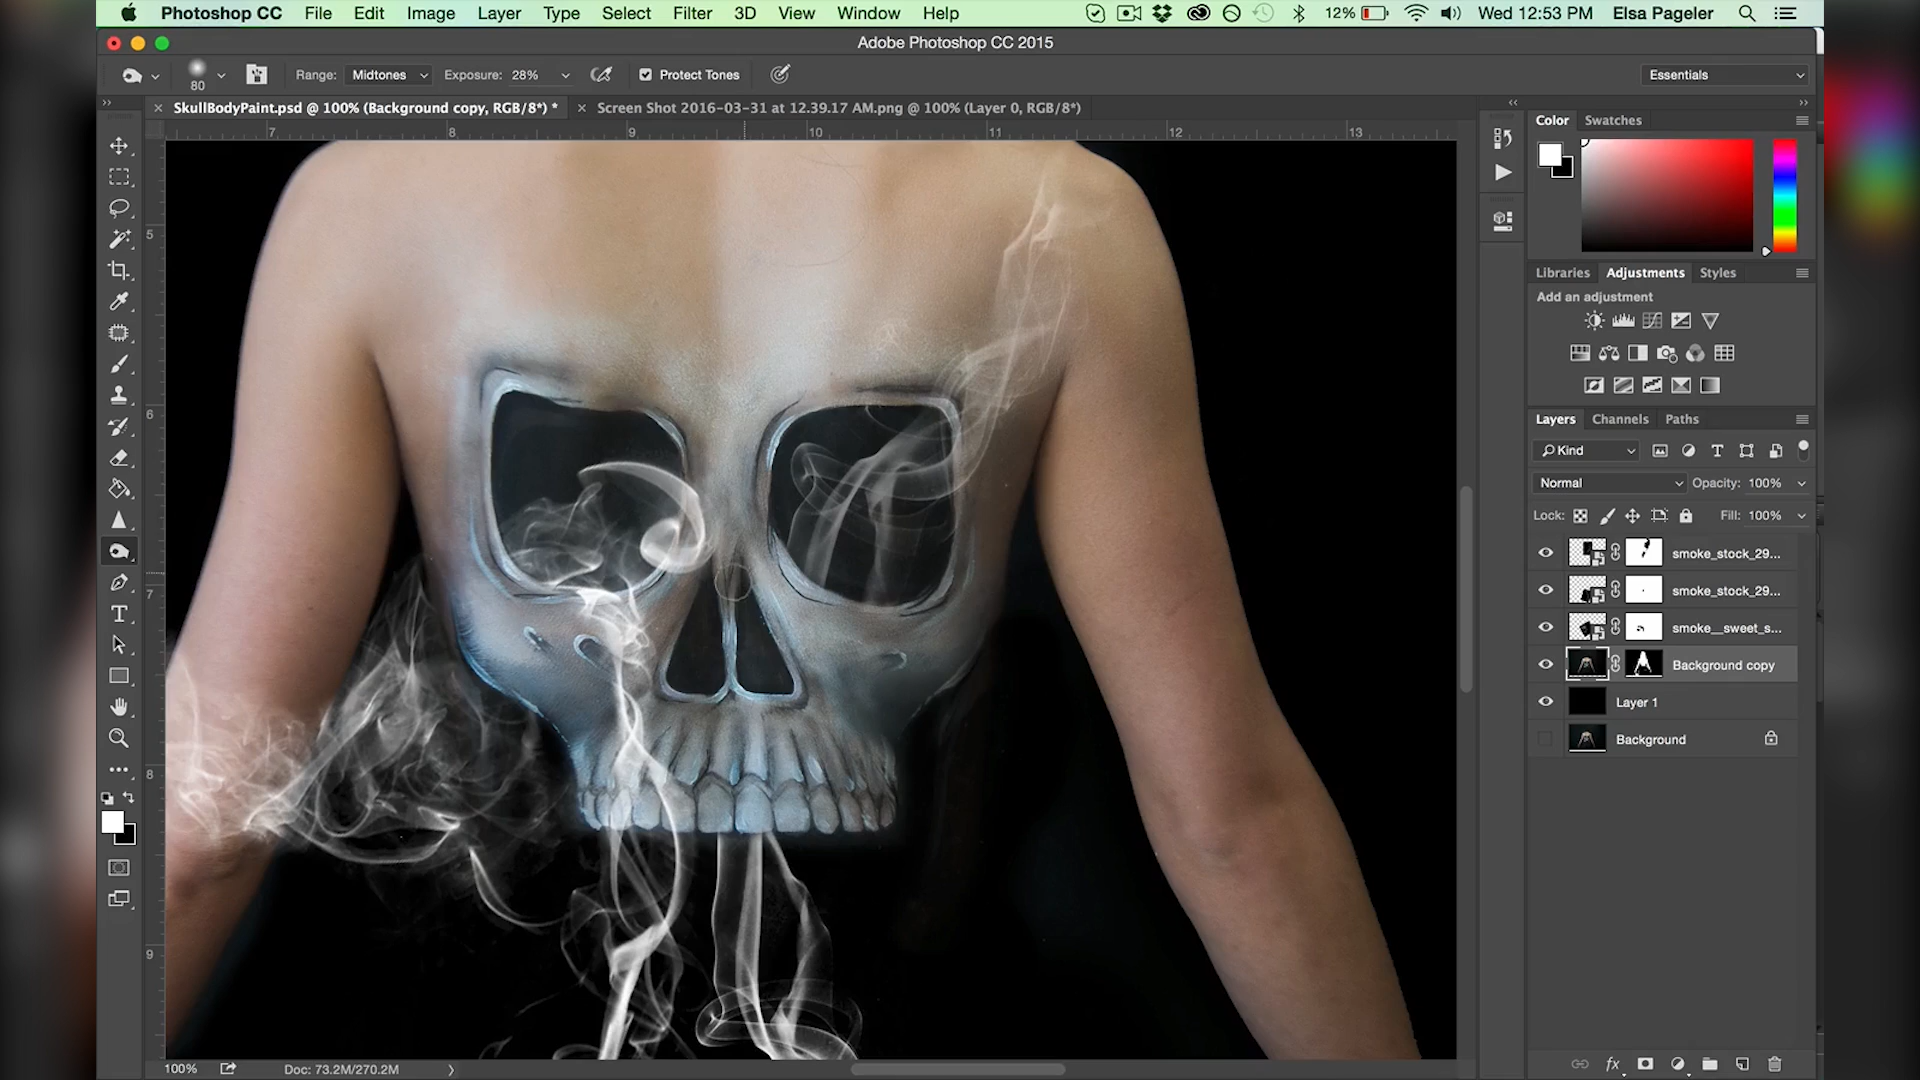 Photoshop CC File Edit Image Layer Type Select Filter 3D View Window Help 12% Wed 12:53 PM Elsa Pageler
Adobe Photoshop CC 2015
80 Range: Midtones Exposure: 28% Protect Tones Essentials
SkullBodyPaint.psd @ 100% (Background copy, RGB/8*) * Screen Shot 2016-03-31 at 12.39.17 AM.png @ 100% (Layer 0, RGB/8*)
7 8 9 10 11 12 13
5
6
7
8
9
Color Swatches
Libraries Adjustments Styles
Add an adjustment
Layers Channels Paths
Kind
Normal Opacity: 100%
Lock: Fill: 100%
smoke_stock_29...
smoke_stock_29...
smoke__sweet_s...
Background copy
Layer 1
Background
fx
100% Doc: 73.2M/270.2M